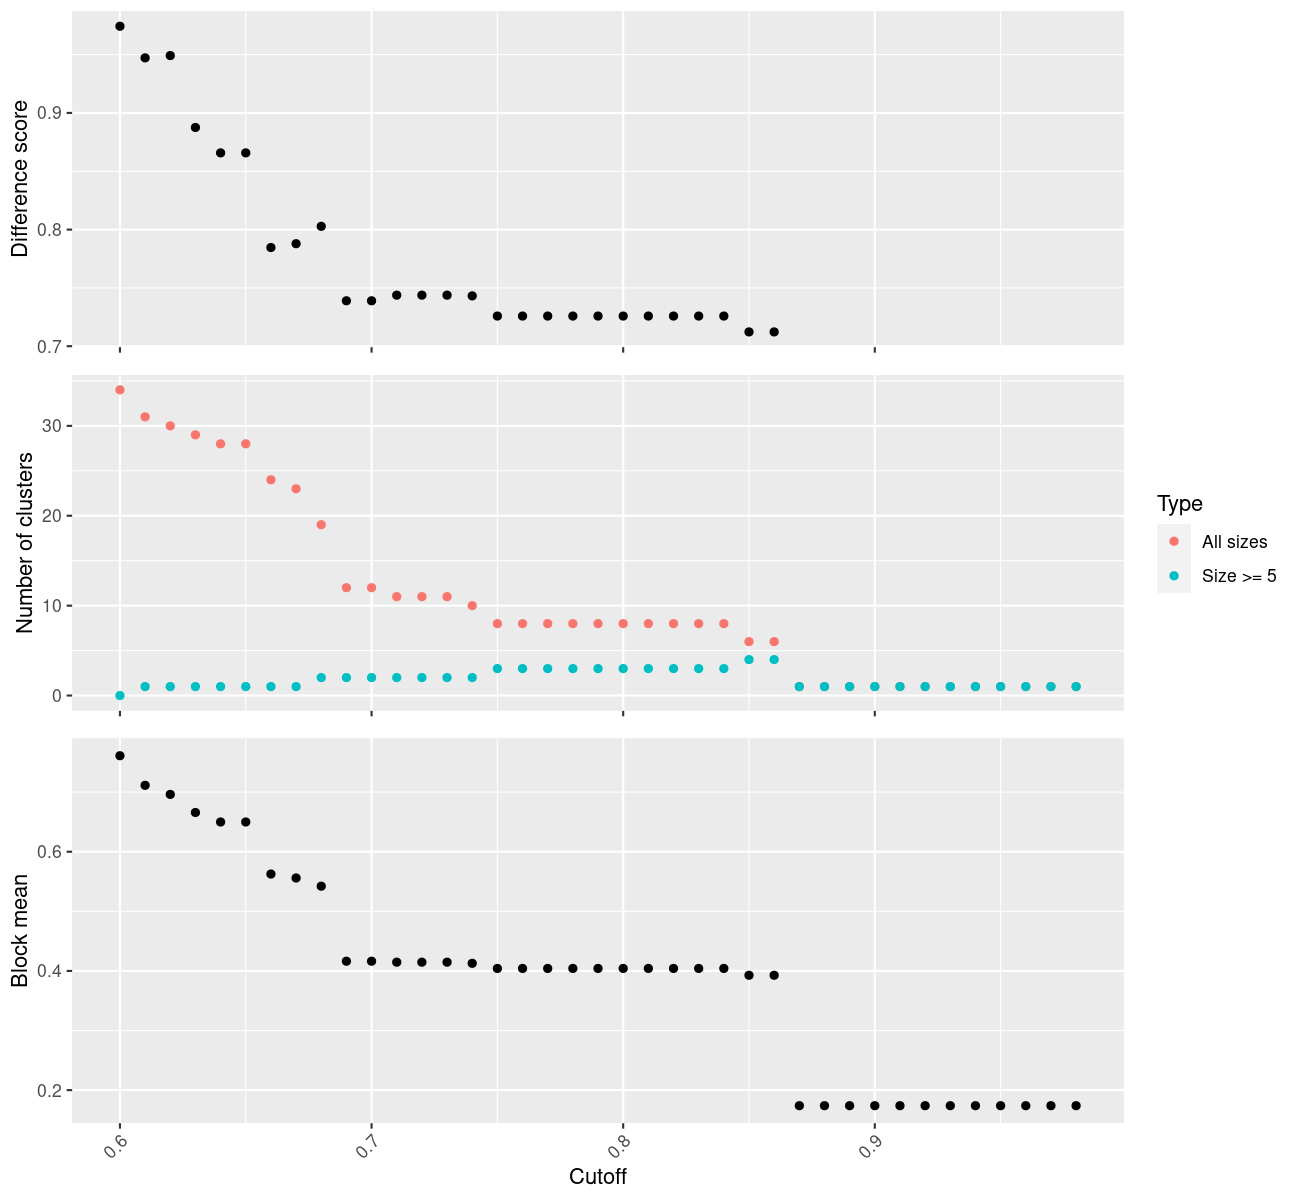 Difference score
0.9
0.8
0.7
Number of clusters
30
20
10
0
Type
All sizes
Size >= 5
Block mean
0.6
0.4
0.2
0.6
0.7
0.8
0.9
Cutoff